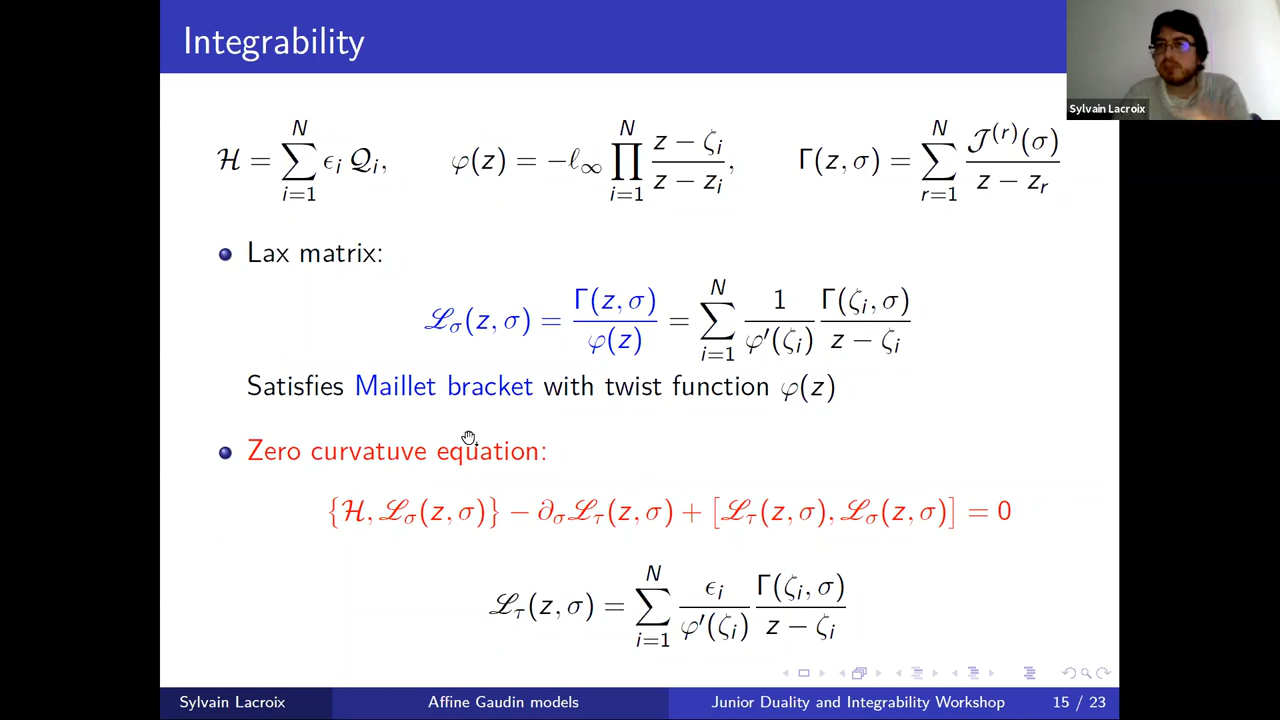 Integrability
Sylvain Lacroix
ℋ = ∑_{i=1}^{N} ϵ_i 𝒬_i, φ(z) = −ℓ_∞ ∏_{i=1}^{N} (z − ζ_i)/(z − z_i), Γ(z, σ) = ∑_{r=1}^{N} 𝒥^{(r)}(σ)/(z − z_r)
Lax matrix:
ℒ_σ(z, σ) = Γ(z, σ)/φ(z) = ∑_{i=1}^{N} 1/φ′(ζ_i) Γ(ζ_i, σ)/(z − ζ_i)
Satisfies Maillet bracket with twist function φ(z)
Zero curvatuve equation:
{ℋ, ℒ_σ(z, σ)} − ∂_σℒ_τ(z, σ) + [ℒ_τ(z, σ), ℒ_σ(z, σ)] = 0
ℒ_τ(z, σ) = ∑_{i=1}^{N} ϵ_i/φ′(ζ_i) Γ(ζ_i, σ)/(z − ζ_i)
Sylvain Lacroix Affine Gaudin models Junior Duality and Integrability Workshop 15 / 23